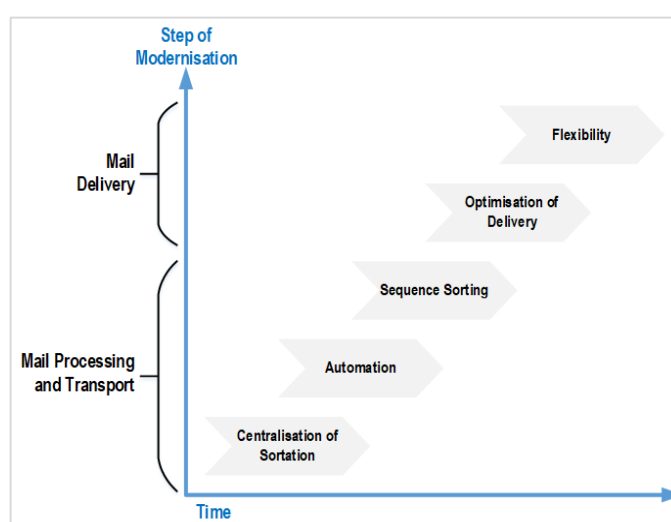 Step of
Modernisation
Flexibility
Mail
Delivery
Optimisation of
Delivery
Sequence Sorting
Mail Processing
and Transport
Automation
Centralisation of
Sortation
Time